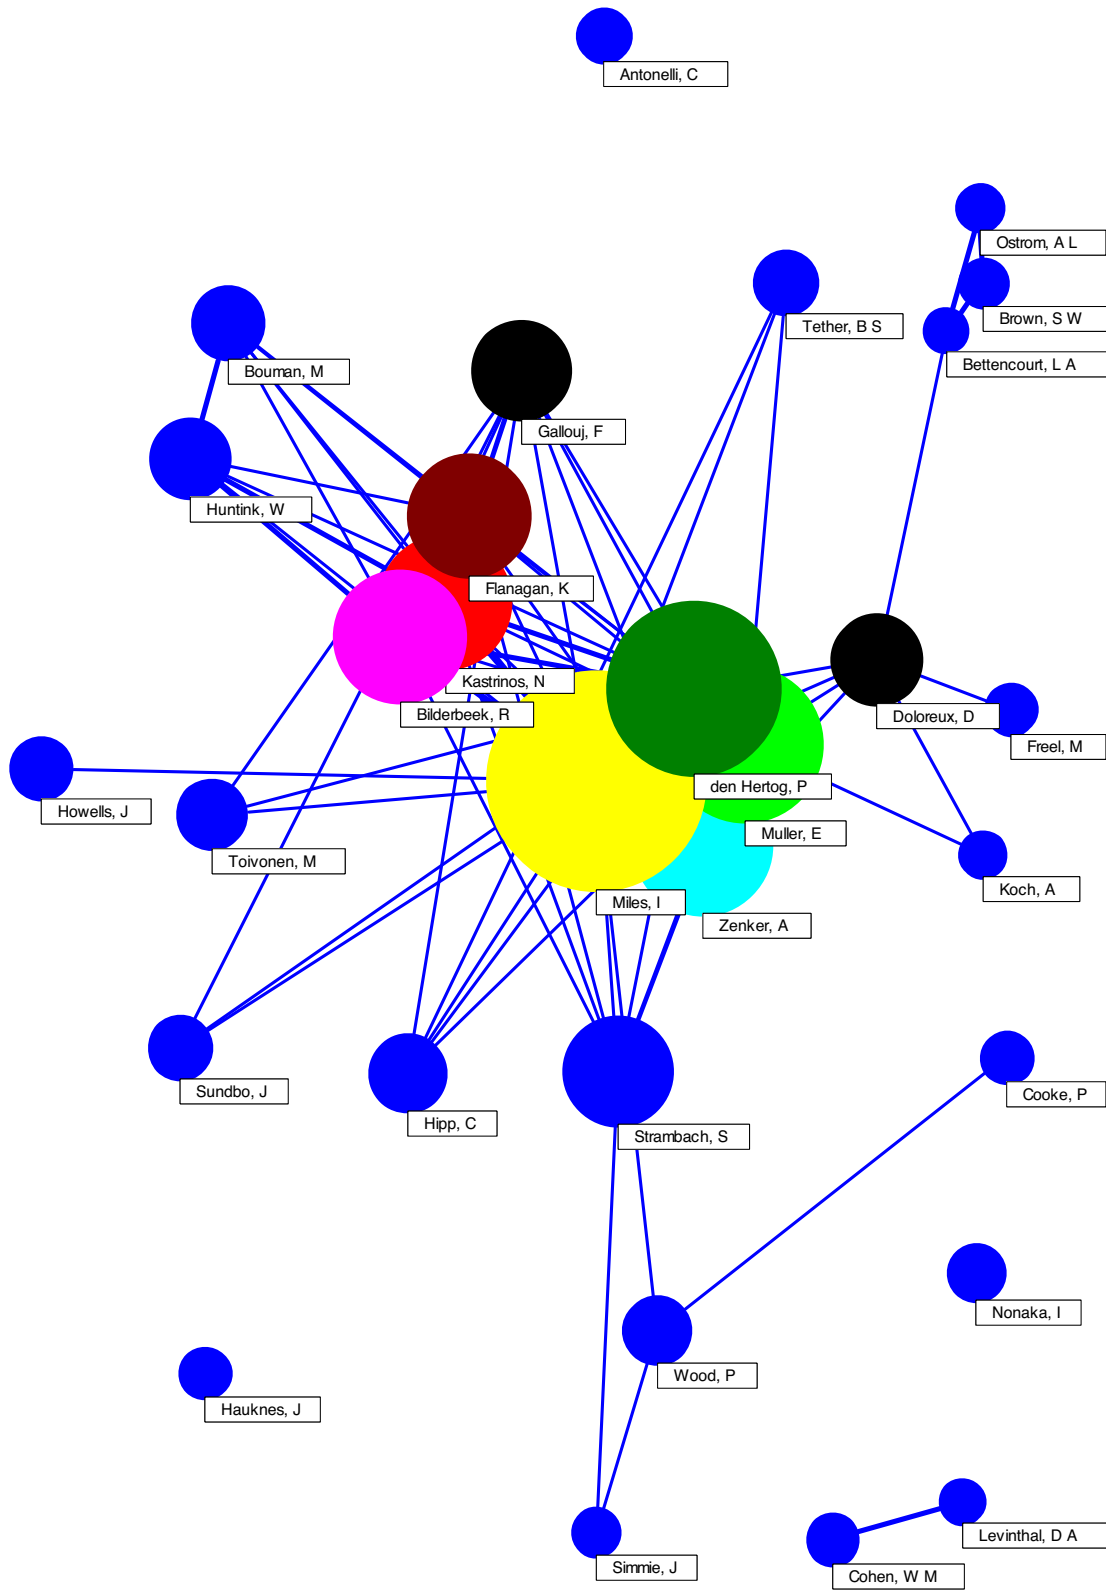 Antonelli, C
Ostrom, A L
Brown, S W
Tether, B S
Bettencourt, L A
Bouman, M
Gallouj, F
Huntink, W
Flanagan, K
Kastrinos, N
Bilderbeek, R
Doloreux, D
Freel, M
den Hertog, P
Howells, J
Muller, E
Toivonen, M
Koch, A
Miles, I
Zenker, A
Sundbo, J
Cooke, P
Hipp, C
Strambach, S
Nonaka, I
Wood, P
Hauknes, J
Levinthal, D A
Simmie, J
Cohen, W M